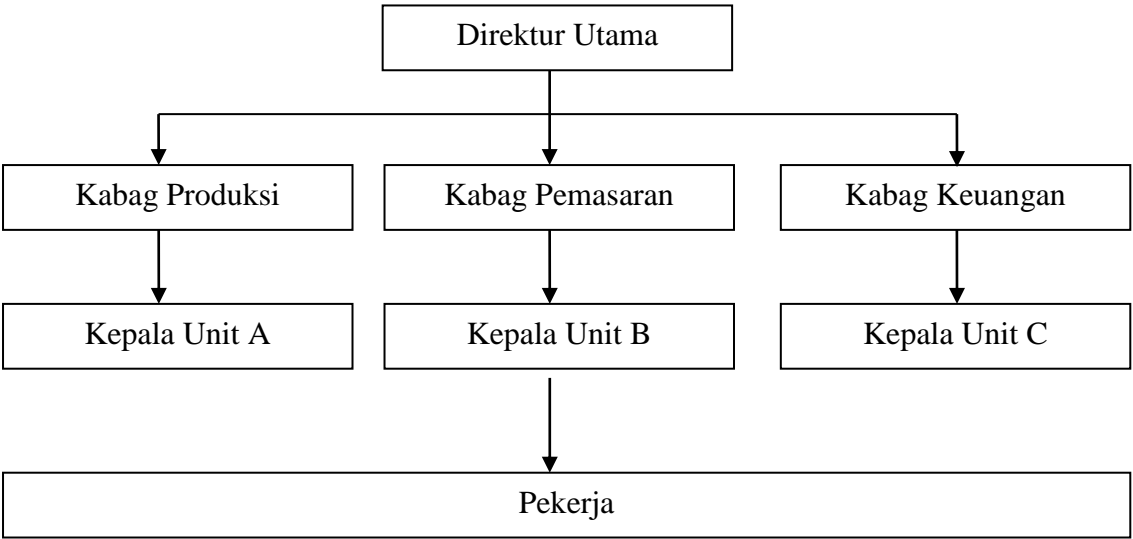 Direktur Utama
Kabag Produksi
Kabag Pemasaran
Kabag Keuangan
Kepala Unit A
Kepala Unit B
Kepala Unit C
Pekerja